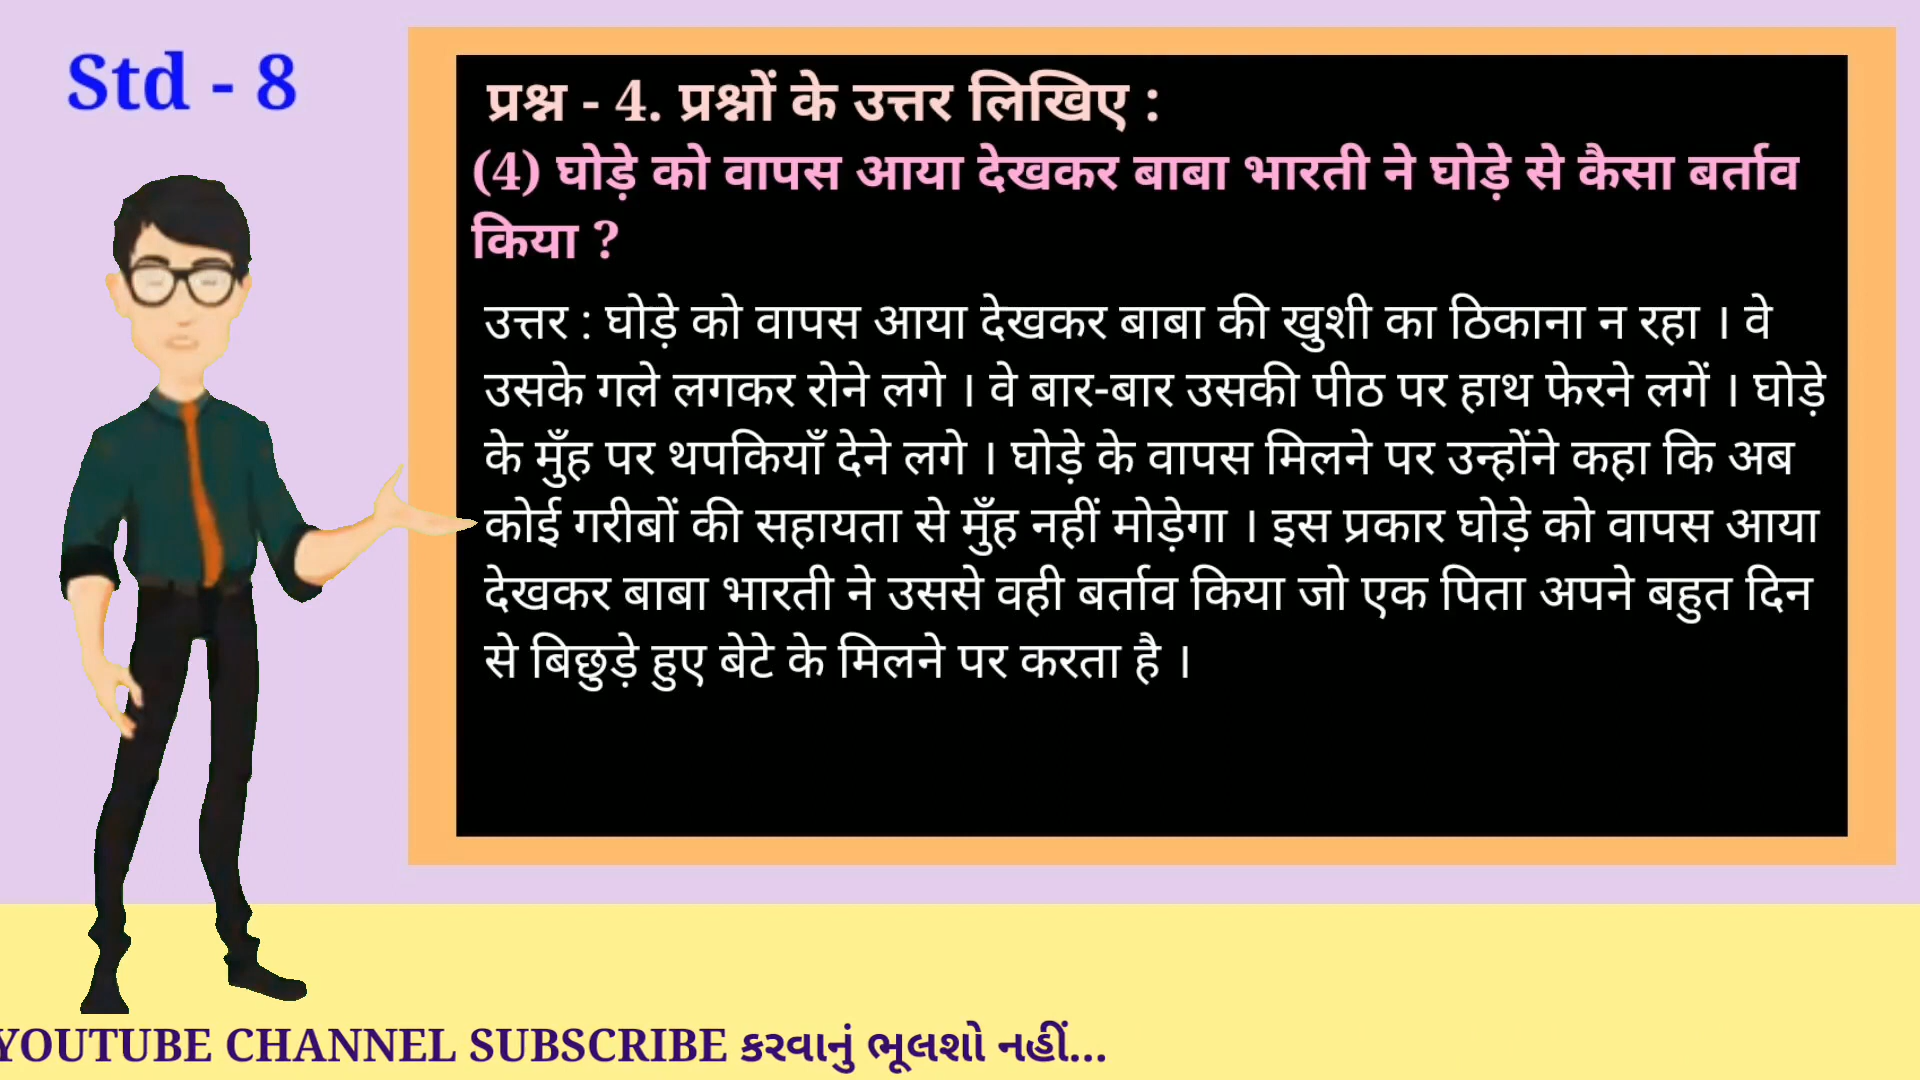 Std - 8
प्रश्न - 4. प्रश्नों के उत्तर लिखिए :
(4) घोड़े को वापस आया देखकर बाबा भारती ने घोड़े से कैसा बर्ताव
किया ?
उत्तर : घोड़े को वापस आया देखकर बाबा की खुशी का ठिकाना न रहा । वे
उसके गले लगकर रोने लगे । वे बार-बार उसकी पीठ पर हाथ फेरने लगें । घोड़े
के मुँह पर थपकियाँ देने लगे । घोड़े के वापस मिलने पर उन्होंने कहा कि अब
कोई गरीबों की सहायता से मुँह नहीं मोड़ेगा । इस प्रकार घोड़े को वापस आया
देखकर बाबा भारती ने उससे वही बर्ताव किया जो एक पिता अपने बहुत दिन
से बिछुड़े हुए बेटे के मिलने पर करता है ।
YOUTUBE CHANNEL SUBSCRIBE કરવાનું ભૂલશો નહીં...